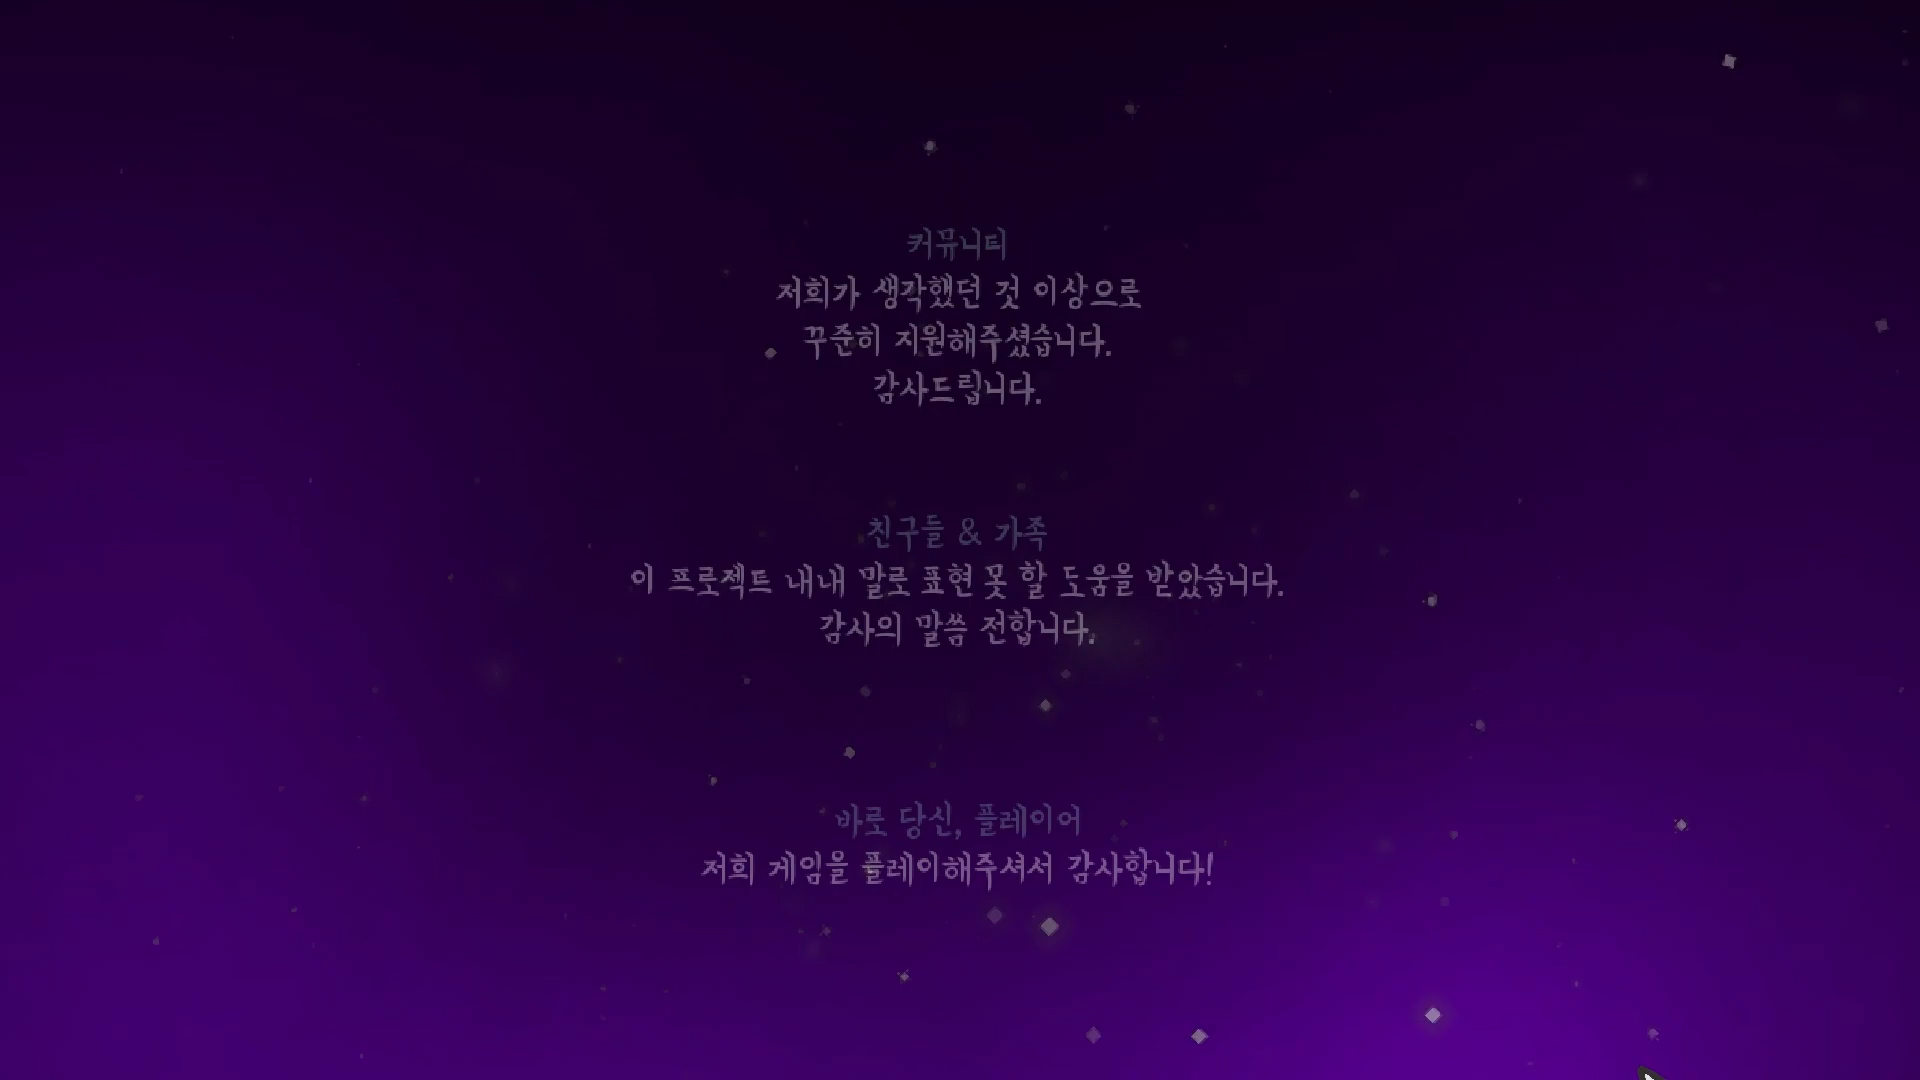 커뮤니티
저희가 생각했던 것 이상으로
꾸준히 지원해주셨습니다.
감사드립니다.
친구들 & 가족
이 프로젝트 내내 말로 표현 못 할 도움을 받았습니다.
감사의 말씀 전합니다.
바로 당신, 플레이어
저희 게임을 플레이해주셔서 감사합니다!